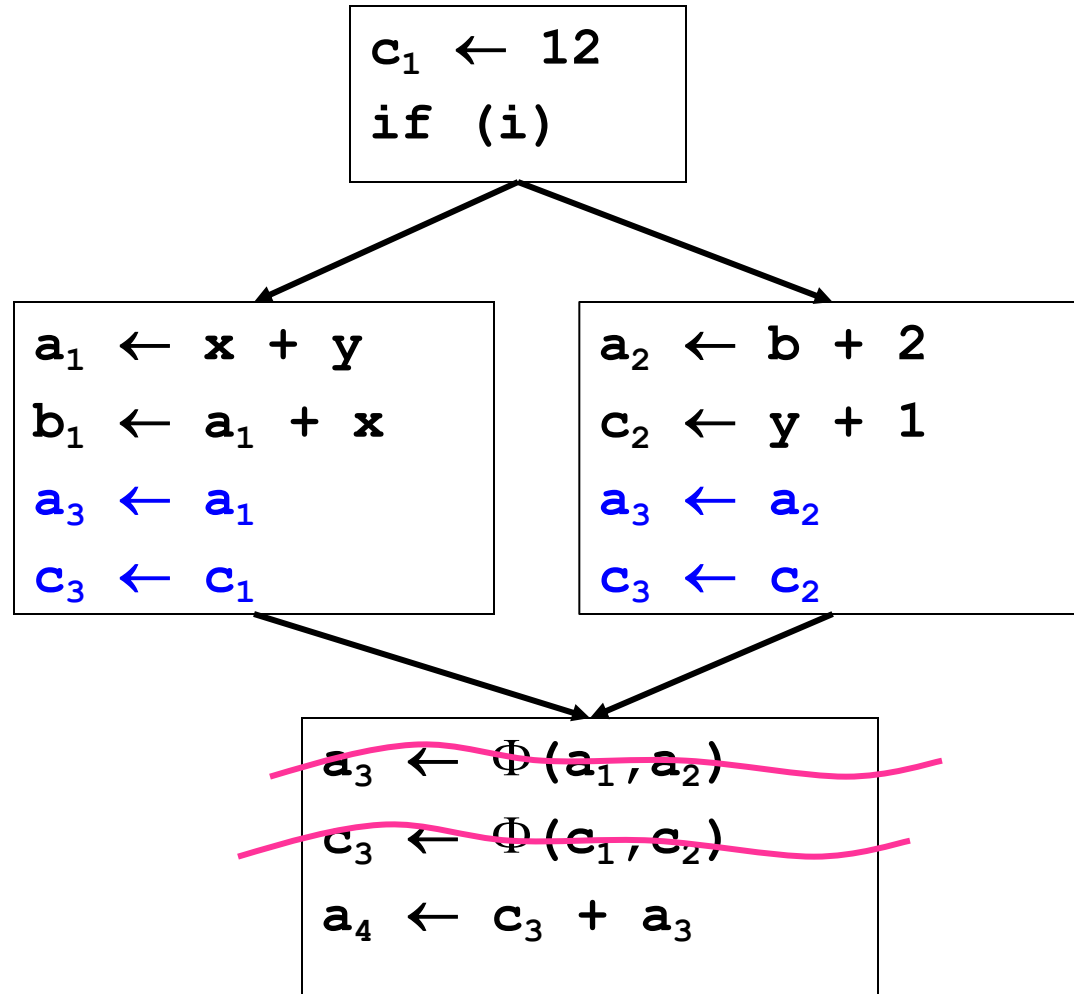 c₁ ← 12
if (i)
a₁ ← x + y
b₁ ← a₁ + x
a₃ ← a₁
c₃ ← c₁
a₂ ← b + 2
c₂ ← y + 1
a₃ ← a₂
c₃ ← c₂
a₃ ← Φ(a₁,a₂)
c₃ ← Φ(c₁,c₂)
a₄ ← c₃ + a₃